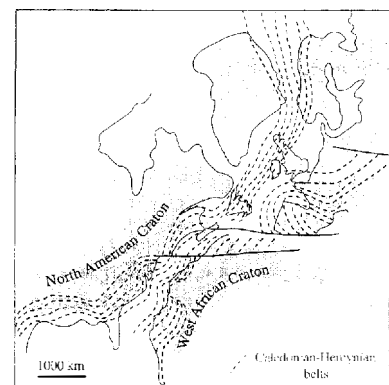 North American Craton
West African Craton
1000 km
Caledonian-Hercynian
belts